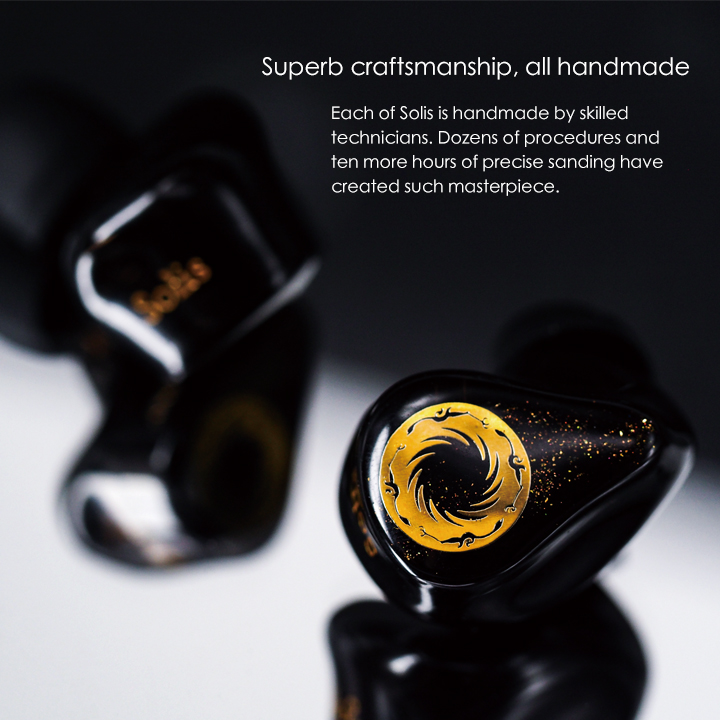 Superb craftsmanship, all handmade
Each of Solis is handmade by skilled
technicians. Dozens of procedures and
ten more hours of precise sanding have
created such masterpiece.
Solis